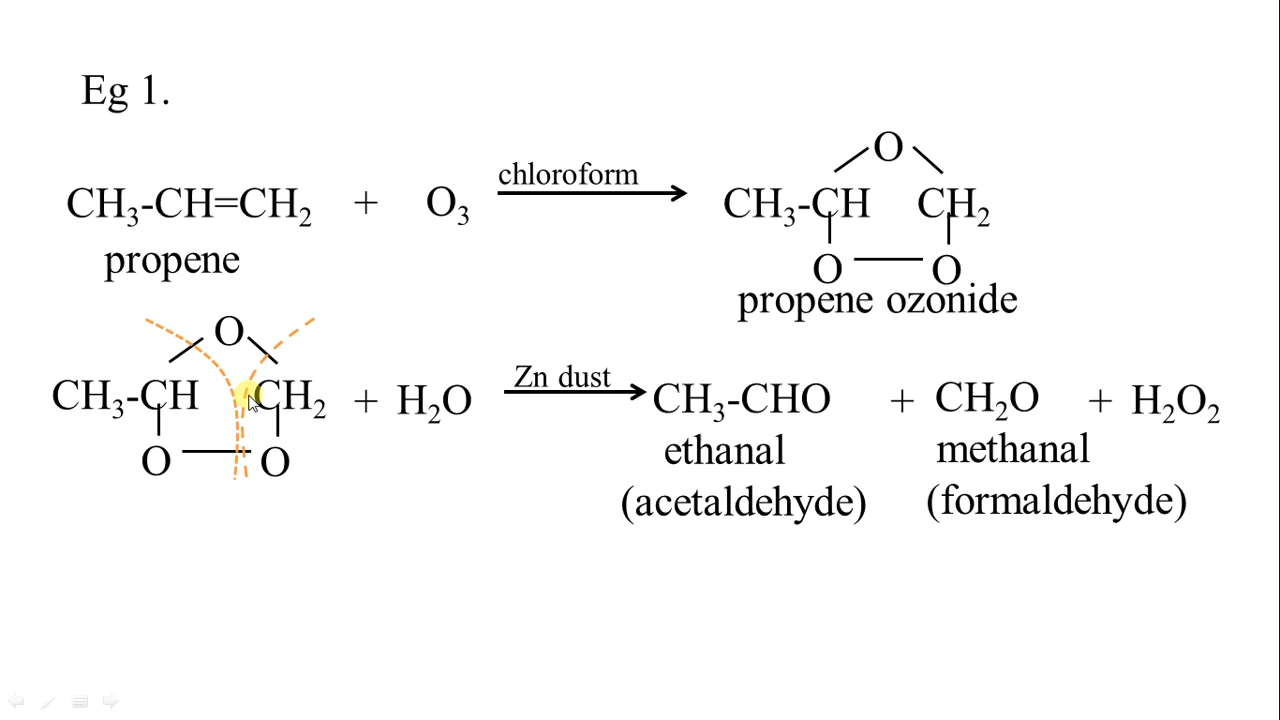 Eg 1.
CH₃-CH=CH₂ + O₃ chloroform CH₃-CH CH₂ O O O
propene
propene ozonide
CH₃-CH CH₂ O O O + H₂O Zn dust CH₃-CHO + CH₂O + H₂O₂
ethanal methanal
(acetaldehyde) (formaldehyde)